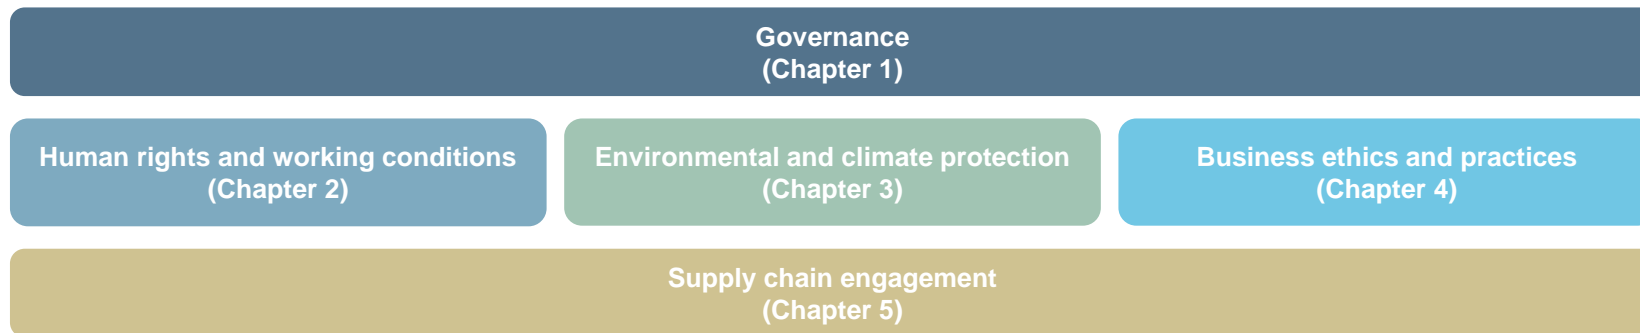 Governance
(Chapter 1)
Human rights and working conditions
(Chapter 2)
Environmental and climate protection
(Chapter 3)
Business ethics and practices
(Chapter 4)
Supply chain engagement
(Chapter 5)